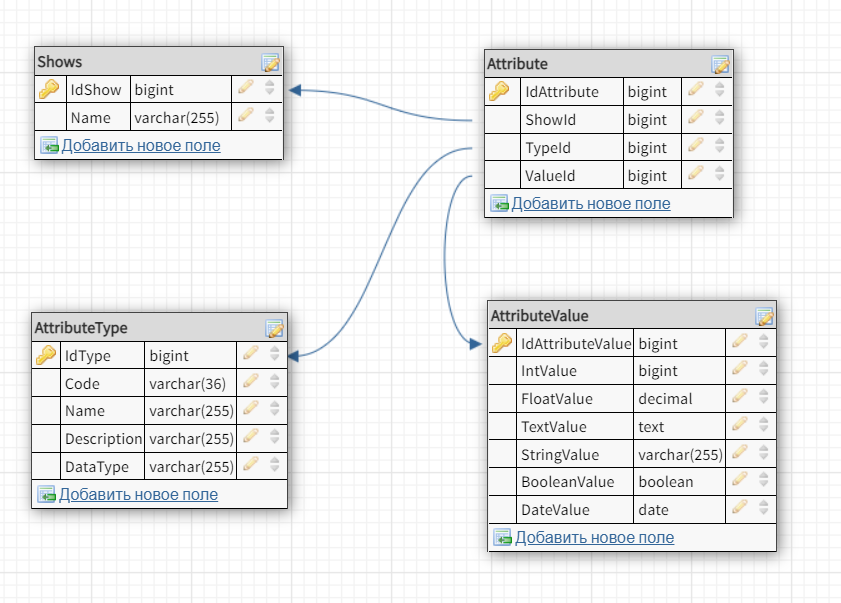 Shows
IdShow bigint
Name varchar(255)
Добавить новое поле
Attribute
IdAttribute bigint
ShowId bigint
TypeId bigint
ValueId bigint
Добавить новое поле
AttributeType
IdType bigint
Code varchar(36)
Name varchar(255)
Description varchar(255)
DataType varchar(255)
Добавить новое поле
AttributeValue
IdAttributeValue bigint
IntValue bigint
FloatValue decimal
TextValue text
StringValue varchar(255)
BooleanValue boolean
DateValue date
Добавить новое поле